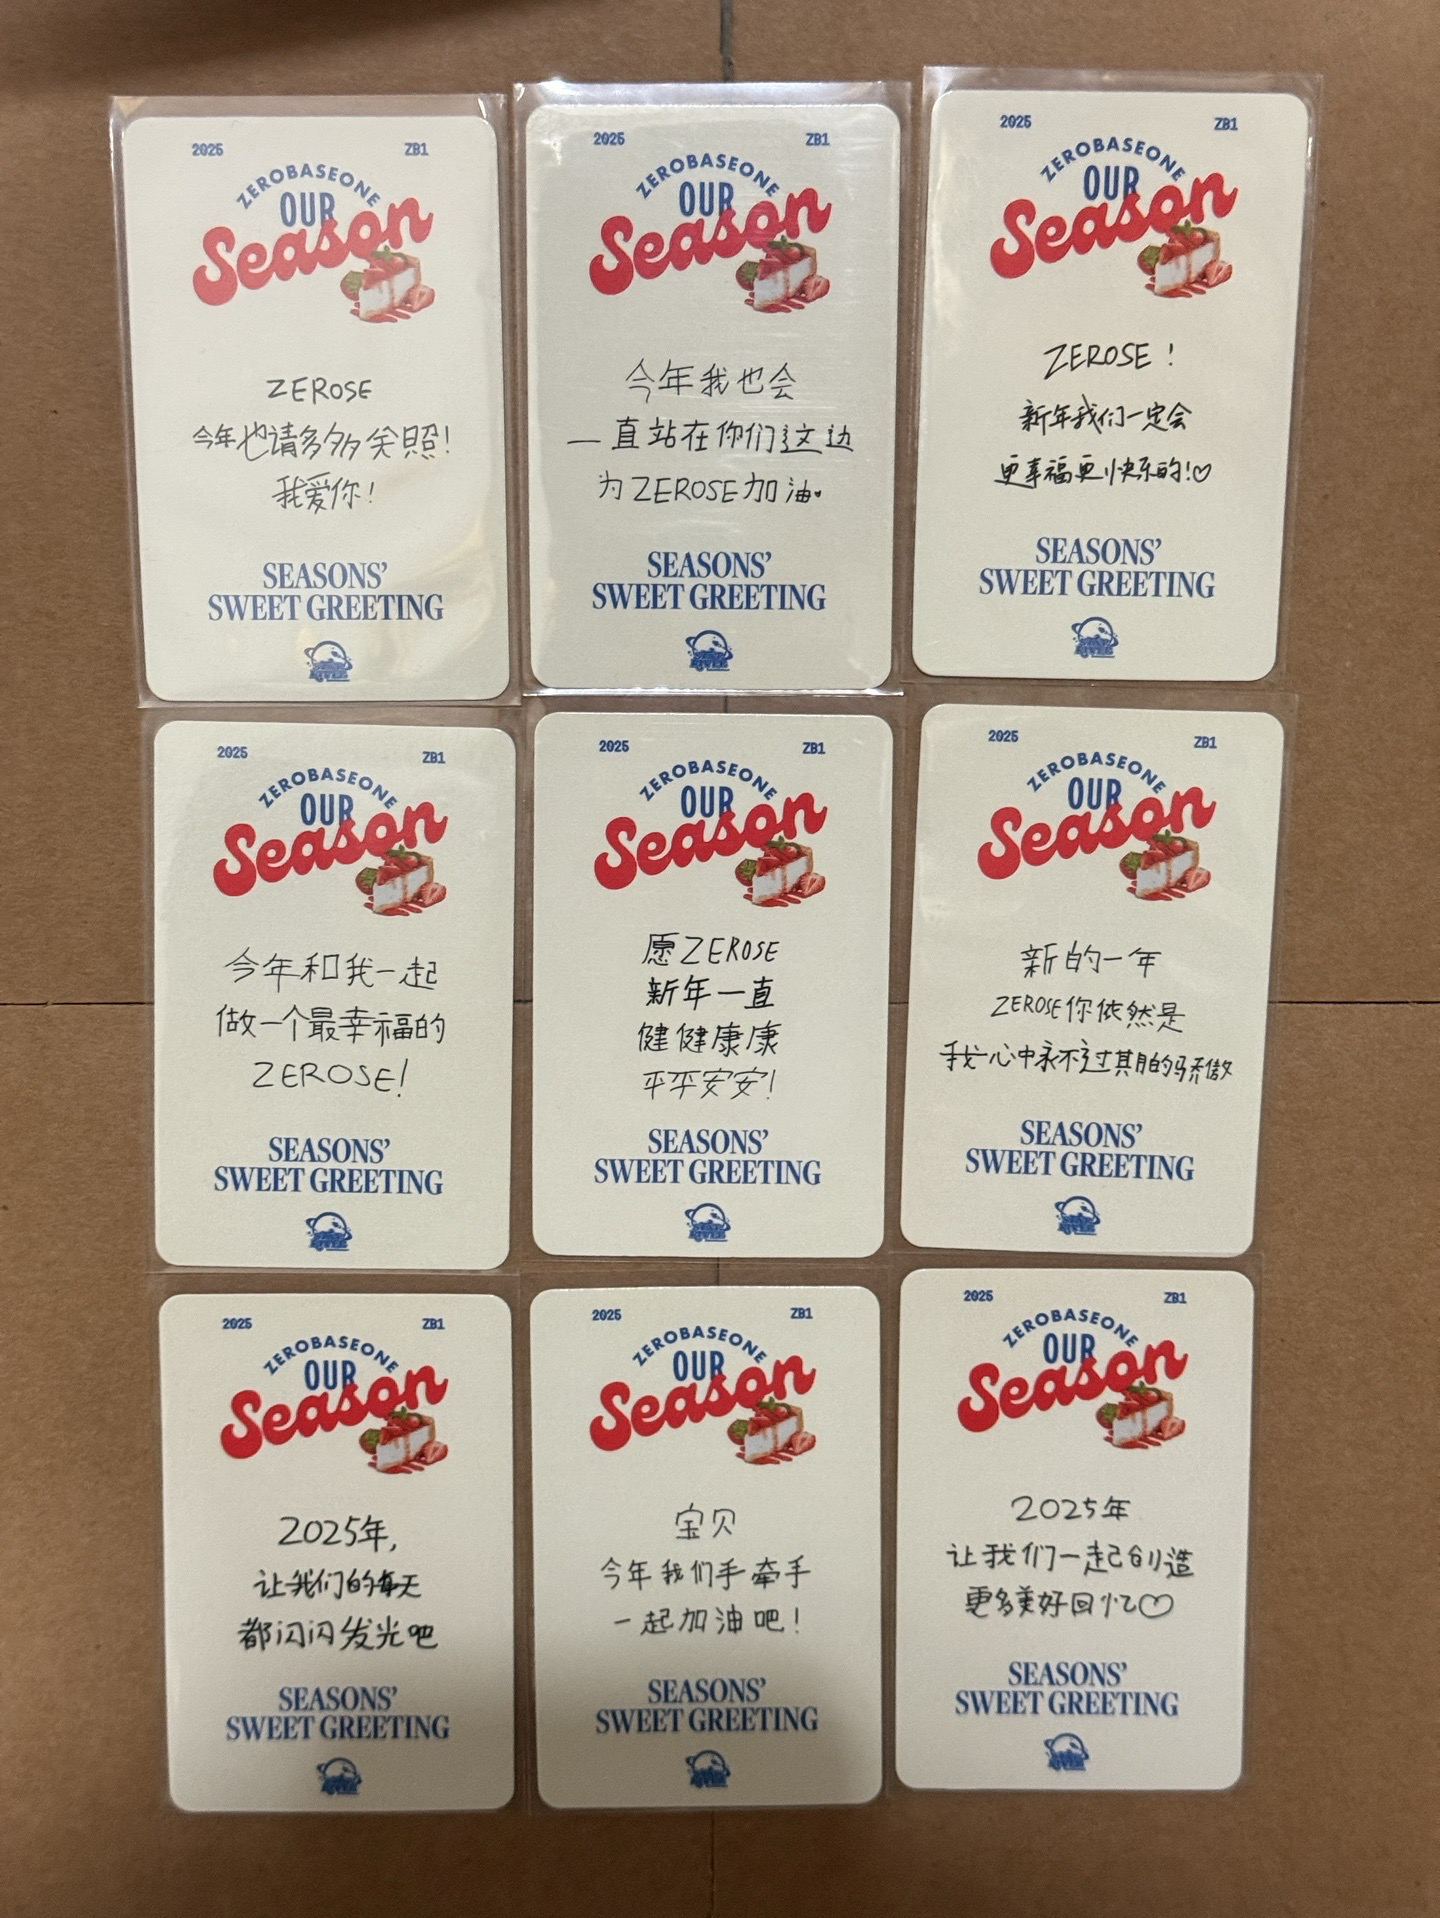 2025 ZB1
ZEROBASEONE
OUR
Season
ZEROSE
今年也请多多关照!
我爱你!
SEASONS'
SWEET GREETING
2025 ZB1
ZEROBASEONE
OUR
Season
今年我也会
一直站在你们这边
为ZEROSE加油
SEASONS'
SWEET GREETING
2025 ZB1
ZEROBASEONE
OUR
Season
ZEROSE!
新年我们一定会
更幸福更快乐的!♡
SEASONS'
SWEET GREETING
2025 ZB1
ZEROBASEONE
OUR
Season
今年和我一起
做一个最幸福的
ZEROSE!
SEASONS'
SWEET GREETING
2025 ZB1
ZEROBASEONE
OUR
Season
愿ZEROSE
新年一直
健健康康
平平安安!
SEASONS'
SWEET GREETING
2025 ZB1
ZEROBASEONE
OUR
Season
新的一年
ZEROSE你依然是
我心中永不过期的骄傲
SEASONS'
SWEET GREETING
2025 ZB1
ZEROBASEONE
OUR
Season
2025年,
让我们的每天
都闪闪发光吧
SEASONS'
SWEET GREETING
2025 ZB1
ZEROBASEONE
OUR
Season
宝贝
今年我们手牵手
一起加油吧!
SEASONS'
SWEET GREETING
2025 ZB1
ZEROBASEONE
OUR
Season
2025年
让我们一起创造
更多美好回忆♡
SEASONS'
SWEET GREETING